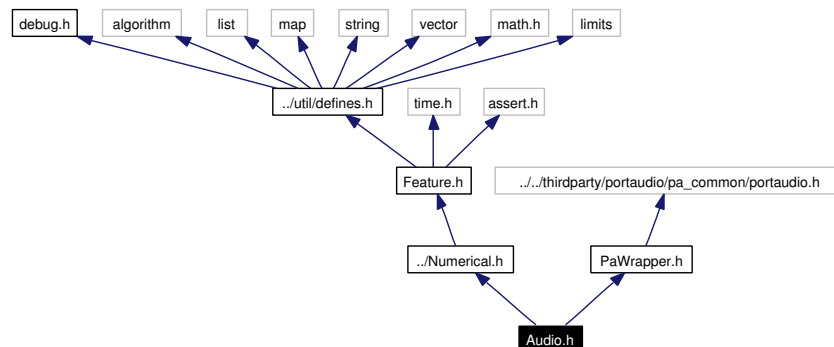 debug.h
algorithm
list
map
string
vector
math.h
limits
../util/defines.h
time.h
assert.h
Feature.h
../../thirdparty/portaudio/pa_common/portaudio.h
../Numerical.h
PaWrapper.h
Audio.h